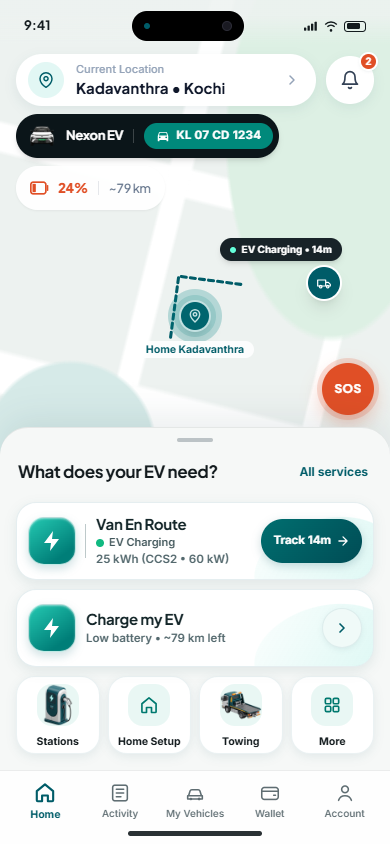 9:41
Current Location
Kadavanthra • Kochi
2
Nexon EV
KL 07 CD 1234
24%
~79 km
EV Charging • 14m
Home Kadavanthra
SOS
What does your EV need?
All services
Van En Route
EV Charging
25 kWh (CCS2 • 60 kW)
Track 14m →
Charge my EV
Low battery • ~79 km left
Stations
Home Setup
Towing
More
Home
Activity
My Vehicles
Wallet
Account